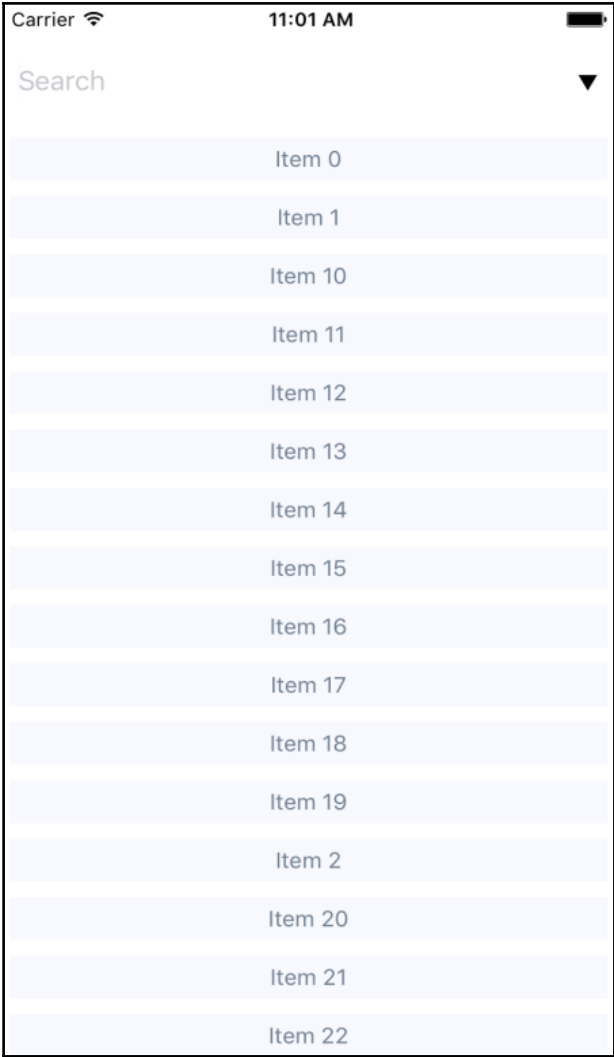 Carrier 11:01 AM
Search ▼
Item 0
Item 1
Item 10
Item 11
Item 12
Item 13
Item 14
Item 15
Item 16
Item 17
Item 18
Item 19
Item 2
Item 20
Item 21
Item 22